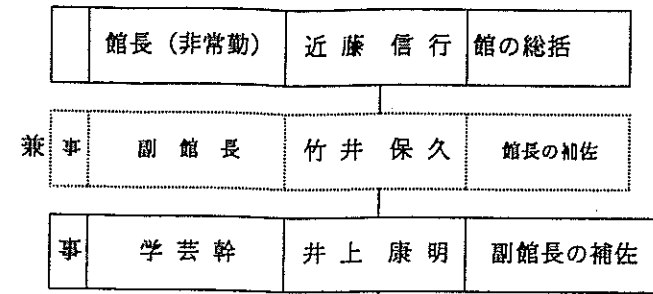 館長（非常勤） 近藤 信行 館の総括
兼 事 副館長 竹井 保久 館長の補佐
事 学芸幹 井上 康明 副館長の補佐